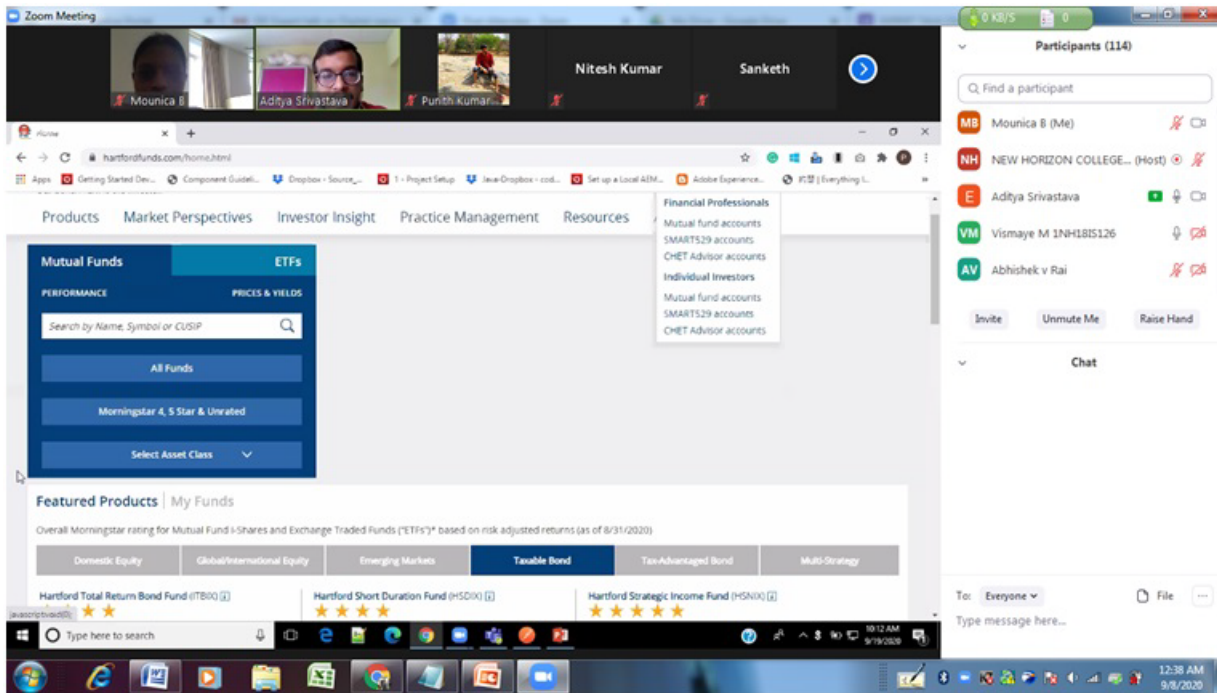 Zoom Meeting
0 KB/S 0
Mounica B
Aditya Srivastava
Punith Kumar...
Nitesh Kumar
Sanketh
Home
hartfordfunds.com/home.html
Apps Getting Started Dev... Component Guideli... Dropbox - Source_... 1 - Project Setup Java-Dropbox - cod... Set up a Local AEM... Adobe Experience...
Products Market Perspectives Investor Insight Practice Management Resources
Financial Professionals
Mutual fund accounts
SMART529 accounts
CHET Advisor accounts
Individual Investors
Mutual fund accounts
SMART529 accounts
CHET Advisor accounts
Mutual Funds ETFs
PERFORMANCE PRICES & YIELDS
Search by Name, Symbol or CUSIP
All Funds
Morningstar 4, 5 Star & Unrated
Select Asset Class
Featured Products | My Funds
Overall Morningstar rating for Mutual Fund I-Shares and Exchange Traded Funds ("ETFs")* based on risk adjusted returns (as of 8/31/2020)
Domestic Equity Global/International Equity Emerging Markets Taxable Bond Tax-Advantaged Bond Multi-Strategy
Hartford Total Return Bond Fund (ITBIX) Hartford Short Duration Fund (HSDIX) Hartford Strategic Income Fund (HSNIX)
javascript:void(0);
Type here to search
10:12 AM
9/19/2020
Participants (114)
Find a participant
MB Mounica B (Me)
NH NEW HORIZON COLLEGE... (Host)
E Aditya Srivastava
VM Vismaye M 1NH18IS126
AV Abhishek v Rai
Invite Unmute Me Raise Hand
Chat
To: Everyone File ...
Type message here...
12:38 AM
9/8/2020